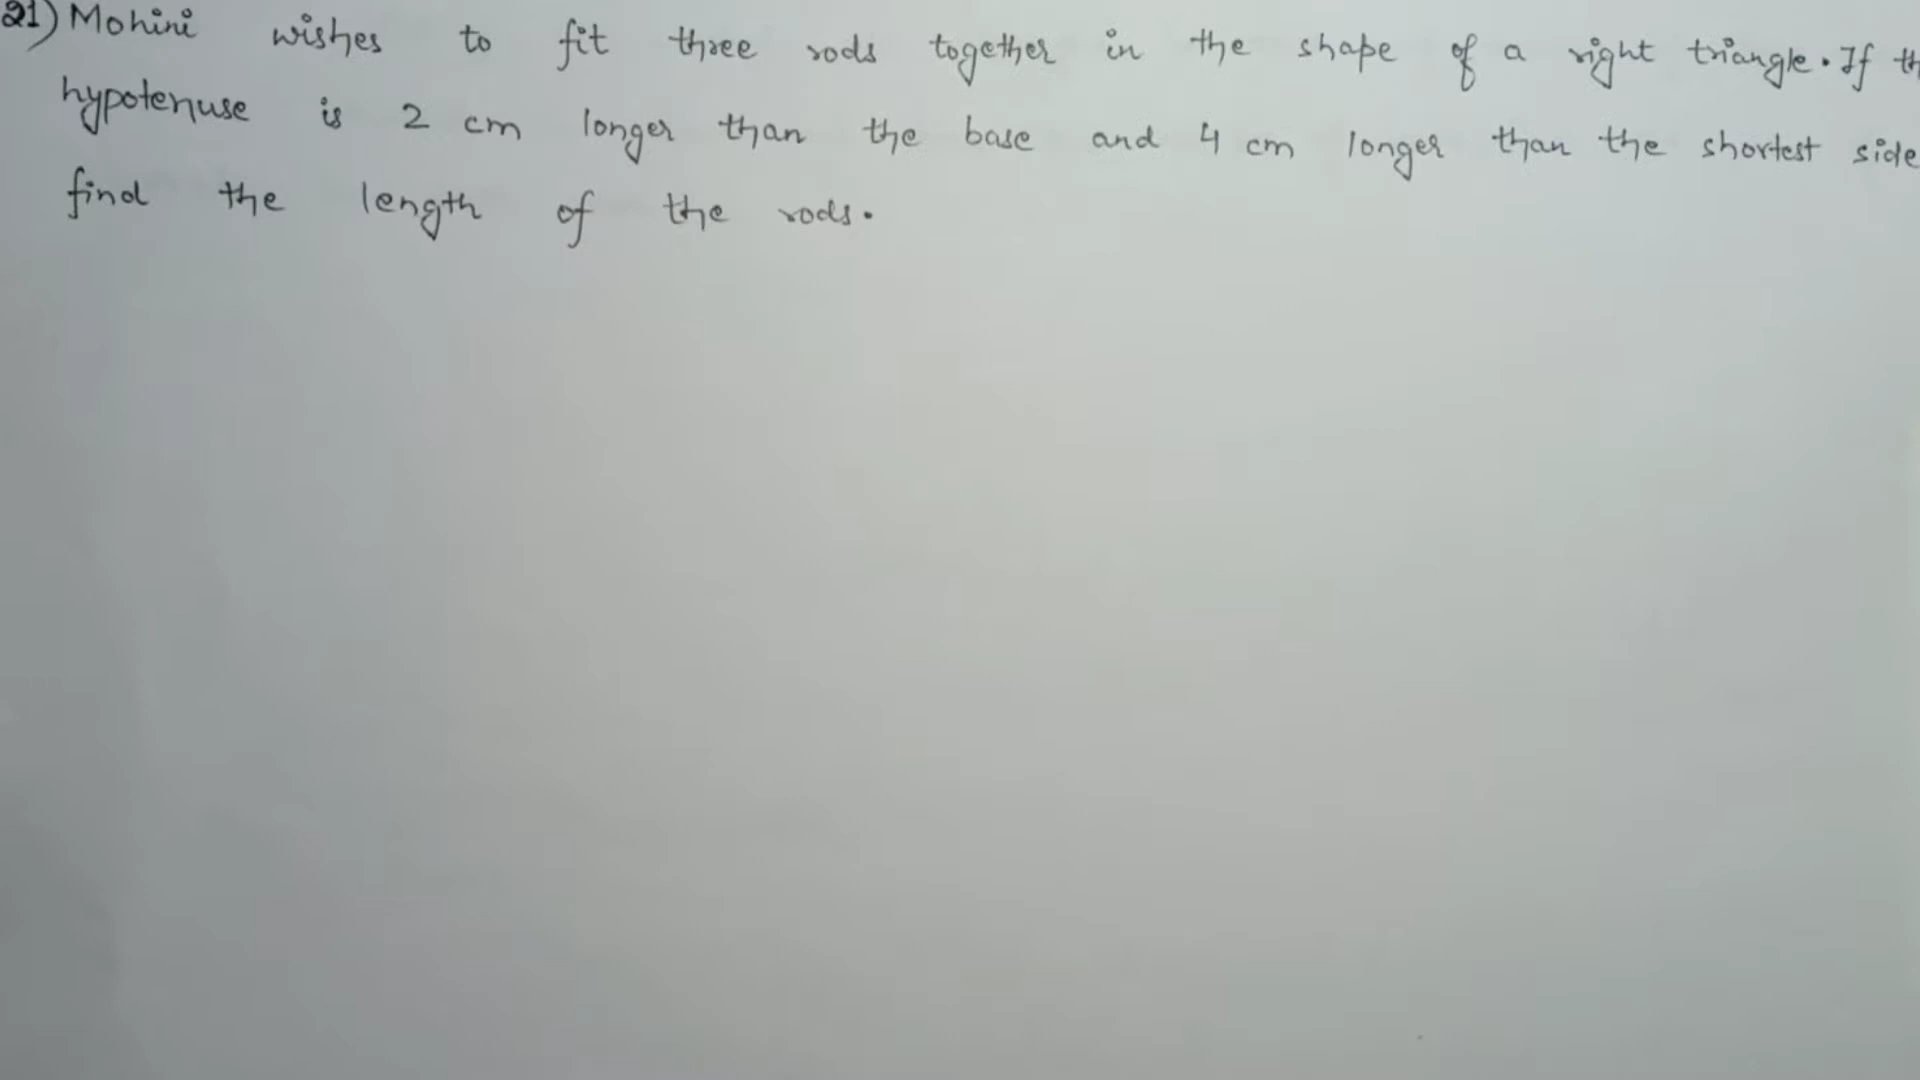 21) Mohini wishes to fit three rods together in the shape of a right triangle. If th
hypotenuse is 2 cm longer than the base and 4 cm longer than the shortest side
find the length of the rods.